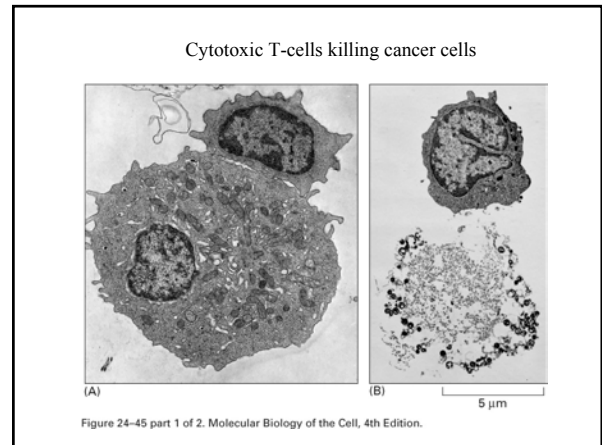 Cytotoxic T-cells killing cancer cells
(A)
(B)
5 μm
Figure 24–45 part 1 of 2. Molecular Biology of the Cell, 4th Edition.